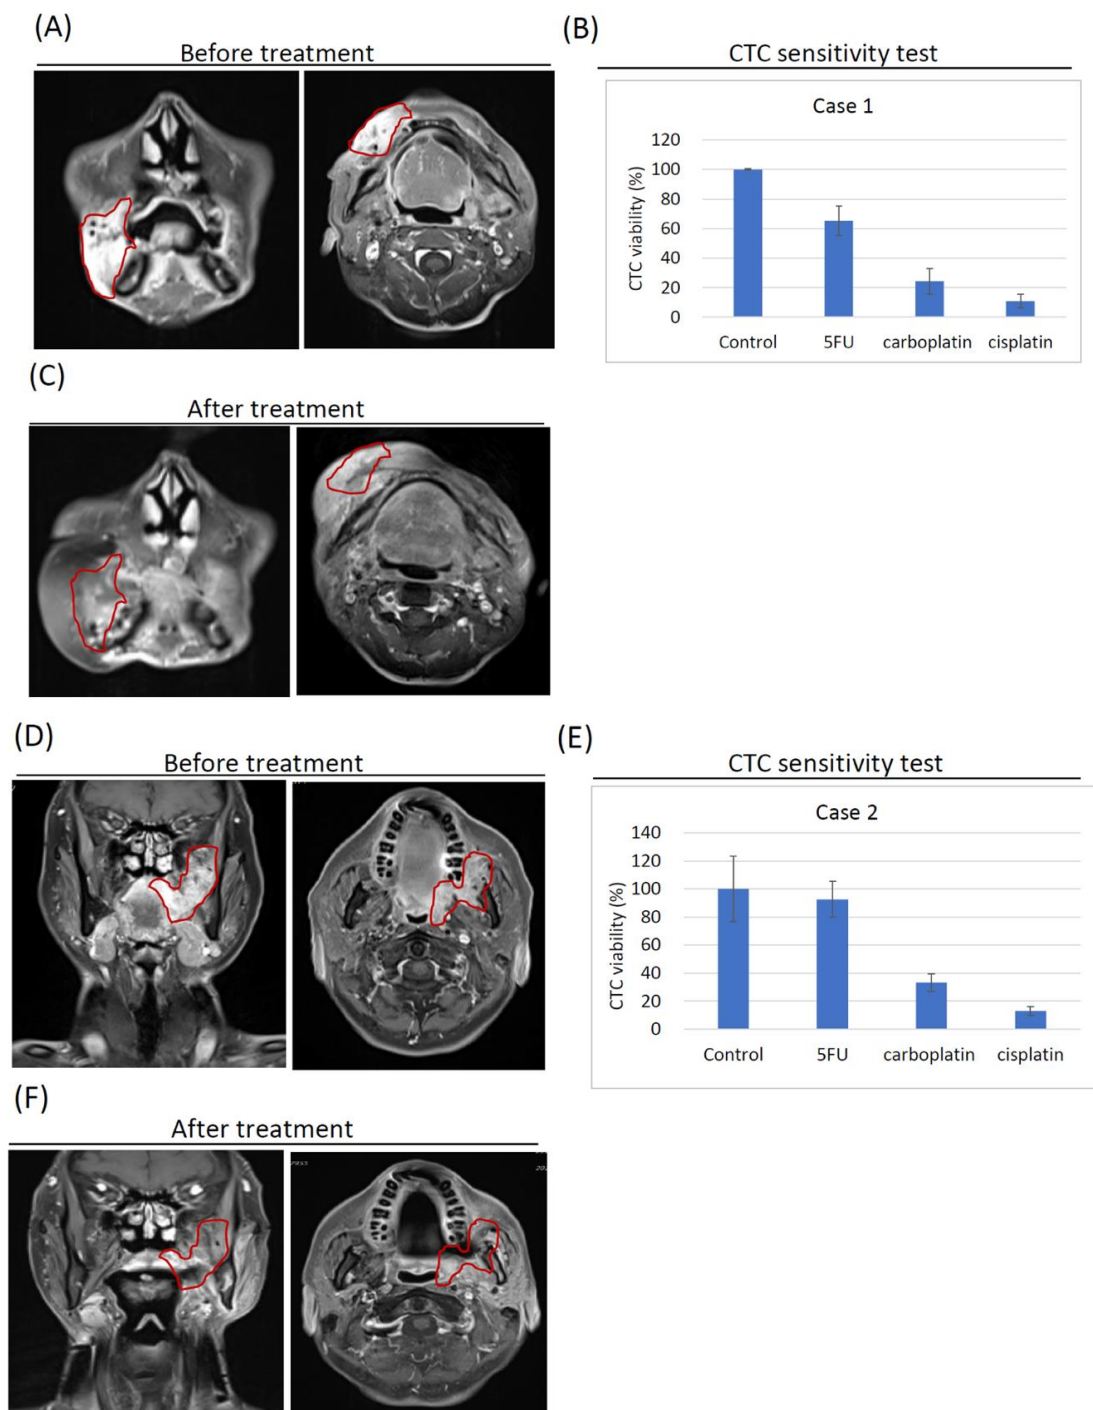 (A)
Before treatment
(B)
CTC sensitivity test
Case 1
CTC viability (%)
120
100
80
60
40
20
0
Control 5FU carboplatin cisplatin
(C)
After treatment
(D)
Before treatment
(E)
CTC sensitivity test
Case 2
CTC viability (%)
140
120
100
80
60
40
20
0
Control 5FU carboplatin cisplatin
(F)
After treatment